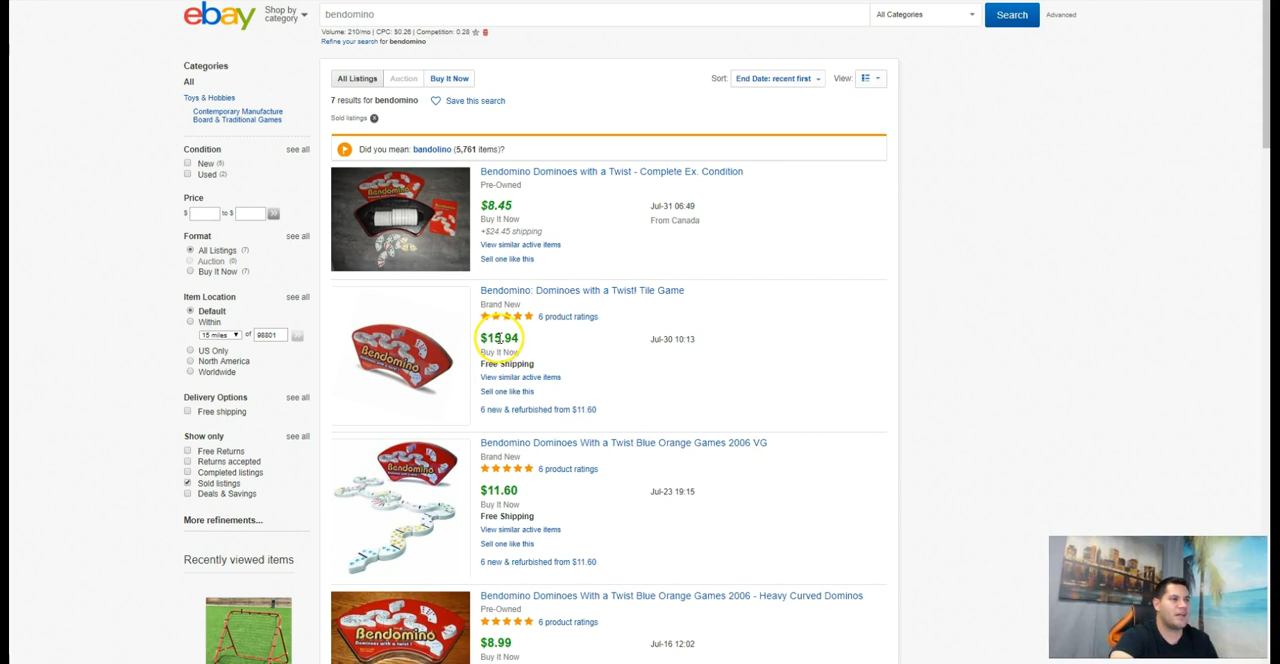 ebay
Shop by
category
bendomino
All Categories
Search
Advanced
Volume: 210/mo | CPC: $0.26 | Competition: 0.28
Refine your search for bendomino
Categories
All
Toys & Hobbies
Contemporary Manufacture
Board & Traditional Games
Condition see all
New (5)
Used (2)
Price
$ to $
Format see all
All Listings (7)
Auction (0)
Buy It Now (7)
Item Location see all
Default
Within
15 miles of 98801
US Only
North America
Worldwide
Delivery Options see all
Free shipping
Show only see all
Free Returns
Returns accepted
Completed listings
Sold listings
Deals & Savings
More refinements...
Recently viewed items
All Listings Auction Buy It Now
Sort: End Date: recent first View:
7 results for bendomino Save this search
Sold listings
Did you mean: bandolino (5,761 items)?
Bendomino Dominoes with a Twist - Complete Ex. Condition
Pre-Owned
$8.45 Jul-31 06:49
Buy It Now From Canada
+$24.45 shipping
View similar active items
Sell one like this
Bendomino: Dominoes with a Twist! Tile Game
Brand New
6 product ratings
$15.94 Jul-30 10:13
Buy It Now
Free Shipping
View similar active items
Sell one like this
6 new & refurbished from $11.60
Bendomino
Bendomino Dominoes With a Twist Blue Orange Games 2006 VG
Brand New
6 product ratings
$11.60 Jul-23 19:15
Buy It Now
Free Shipping
View similar active items
Sell one like this
6 new & refurbished from $11.60
Bendomino
Bendomino Dominoes With a Twist Blue Orange Games 2006 - Heavy Curved Dominos
Pre-Owned
6 product ratings
$8.99 Jul-16 12:02
Buy It Now
Bendomino
Dominoes with a twist!